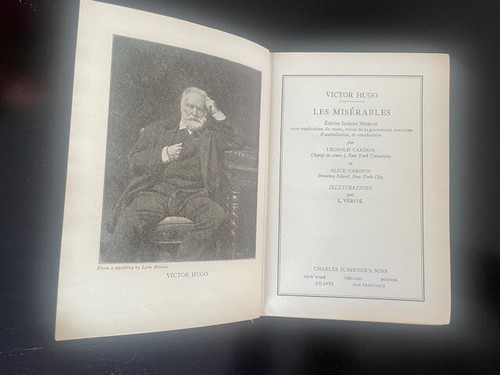 From a painting by Léon Bonnat.
VICTOR HUGO
VICTOR HUGO
LES MISÉRABLES
Édition Scolaire Moderne
avec explication du texte, revue de la grammaire, exercices
d'assimilation, et vocabulaire
par
LÉOPOLD CARDON
Chargé de cours à New York University
et
ALICE CARDON
Brearley School, New York City
ILLUSTRATIONS
par
L. VÉRITÉ
CHARLES SCRIBNER'S SONS
NEW YORK CHICAGO BOSTON
ATLANTA SAN FRANCISCO